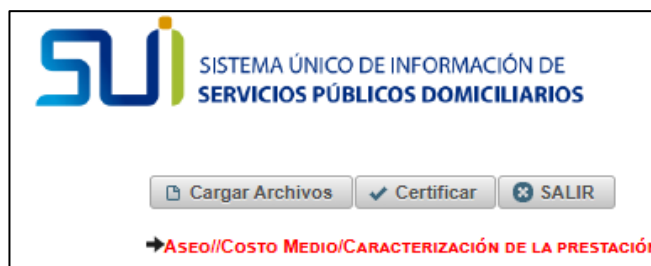 SUI
SISTEMA ÚNICO DE INFORMACIÓN DE
SERVICIOS PÚBLICOS DOMICILIARIOS
Cargar Archivos Certificar SALIR
ASEO//COSTO MEDIO/CARACTERIZACIÓN DE LA PRESTACIÓN